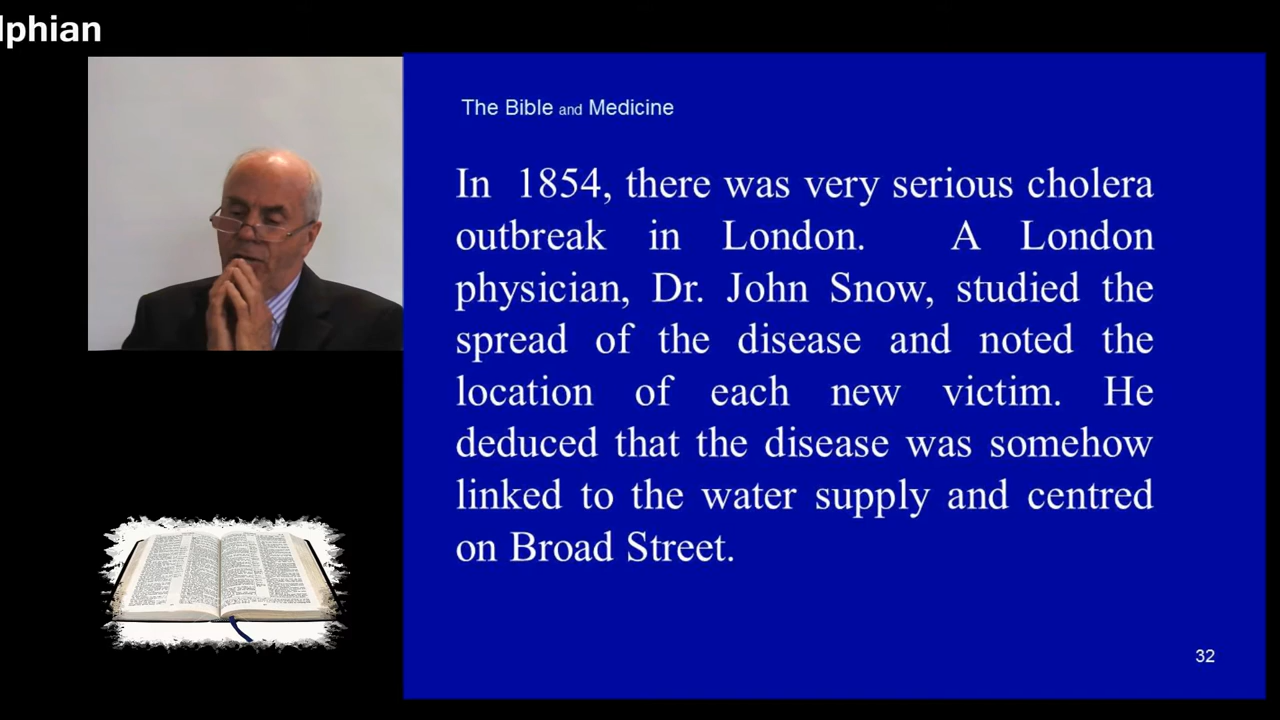 lphian
The Bible and Medicine
In 1854, there was very serious cholera
outbreak in London. A London
physician, Dr. John Snow, studied the
spread of the disease and noted the
location of each new victim. He
deduced that the disease was somehow
linked to the water supply and centred
on Broad Street.
32